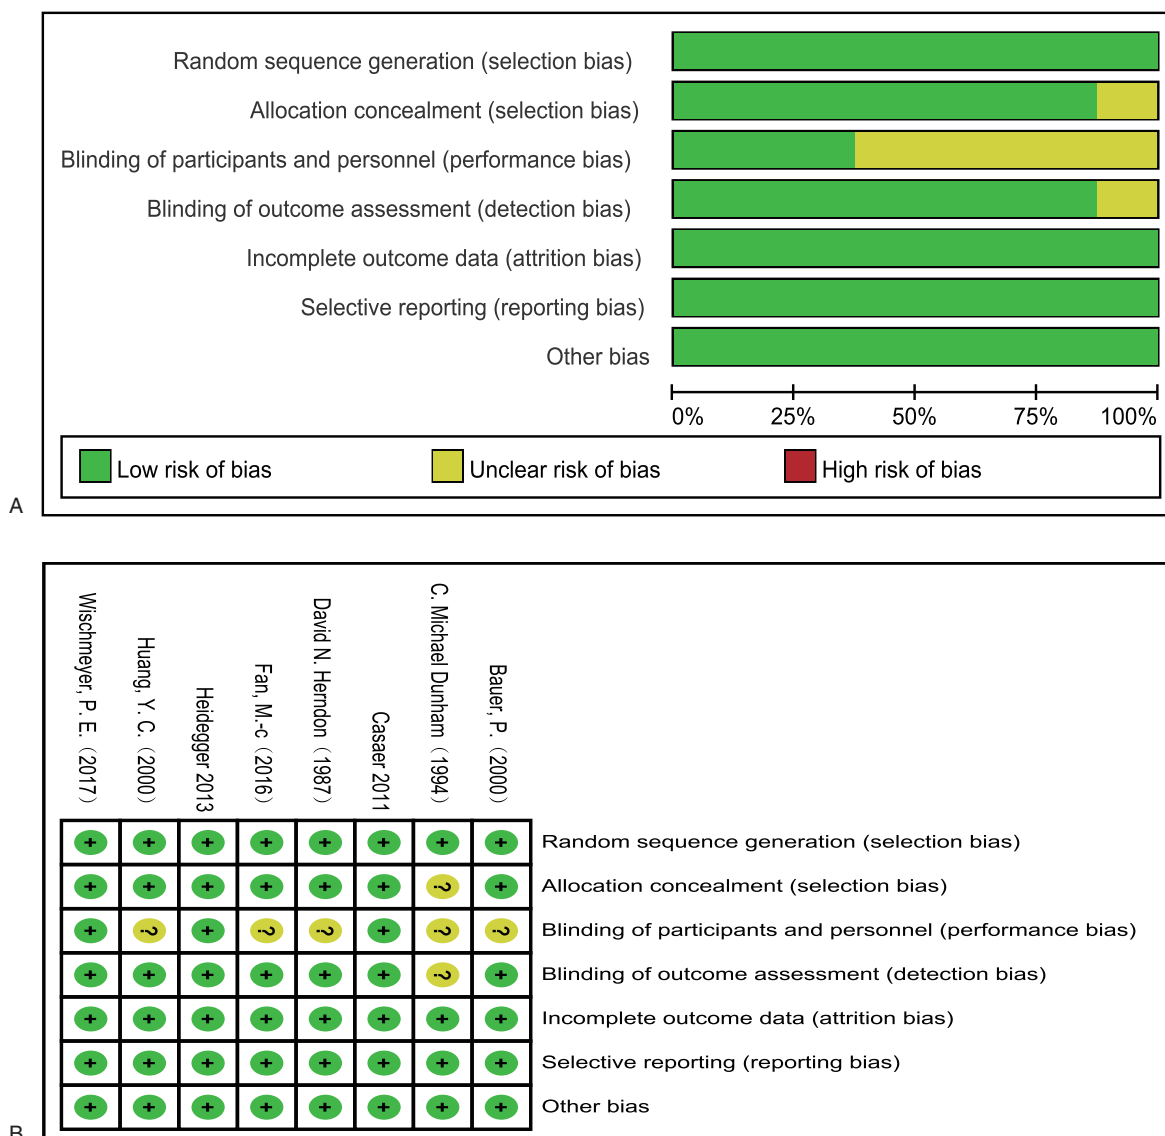 Random sequence generation (selection bias)
Allocation concealment (selection bias)
Blinding of participants and personnel (performance bias)
Blinding of outcome assessment (detection bias)
Incomplete outcome data (attrition bias)
Selective reporting (reporting bias)
Other bias
0% 25% 50% 75% 100%
Low risk of bias Unclear risk of bias High risk of bias
A
Wischmeyer, P. E.（2017）
Huang, Y. C.（2000）
Heidegger 2013
Fan, M.-c（2016）
David N. Herndon（1987）
Casaer 2011
C. Michael Dunham（1994）
Bauer, P.（2000）
+ + + + + + + + Random sequence generation (selection bias)
+ + + + + + ? + Allocation concealment (selection bias)
+ ? + ? ? + ? ? Blinding of participants and personnel (performance bias)
+ + + + + + ? + Blinding of outcome assessment (detection bias)
+ + + + + + + + Incomplete outcome data (attrition bias)
+ + + + + + + + Selective reporting (reporting bias)
+ + + + + + + + Other bias
B